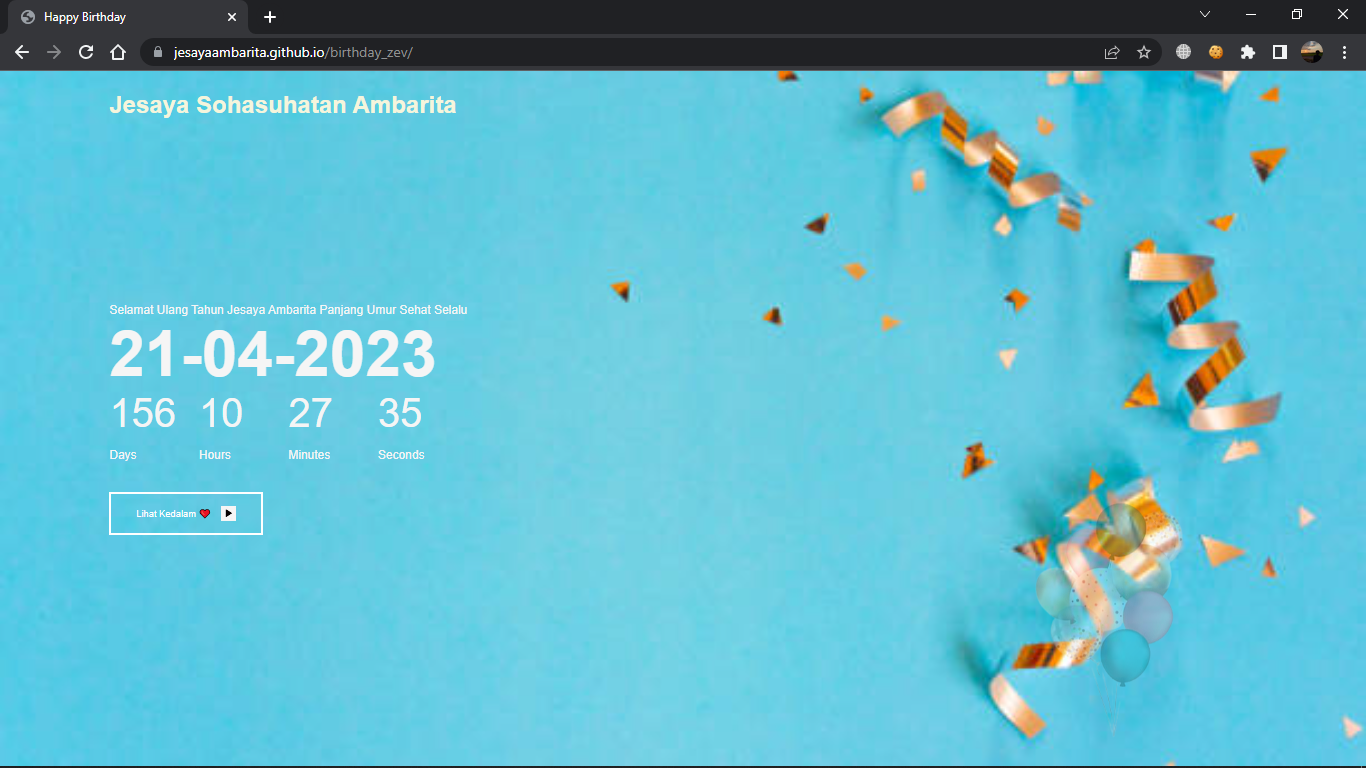 Happy Birthday
jesayaambarita.github.io/birthday_zev/
Jesaya Sohasuhatan Ambarita
Selamat Ulang Tahun Jesaya Ambarita Panjang Umur Sehat Selalu
21-04-2023
156 10 27 35
Days Hours Minutes Seconds
Lihat Kedalam